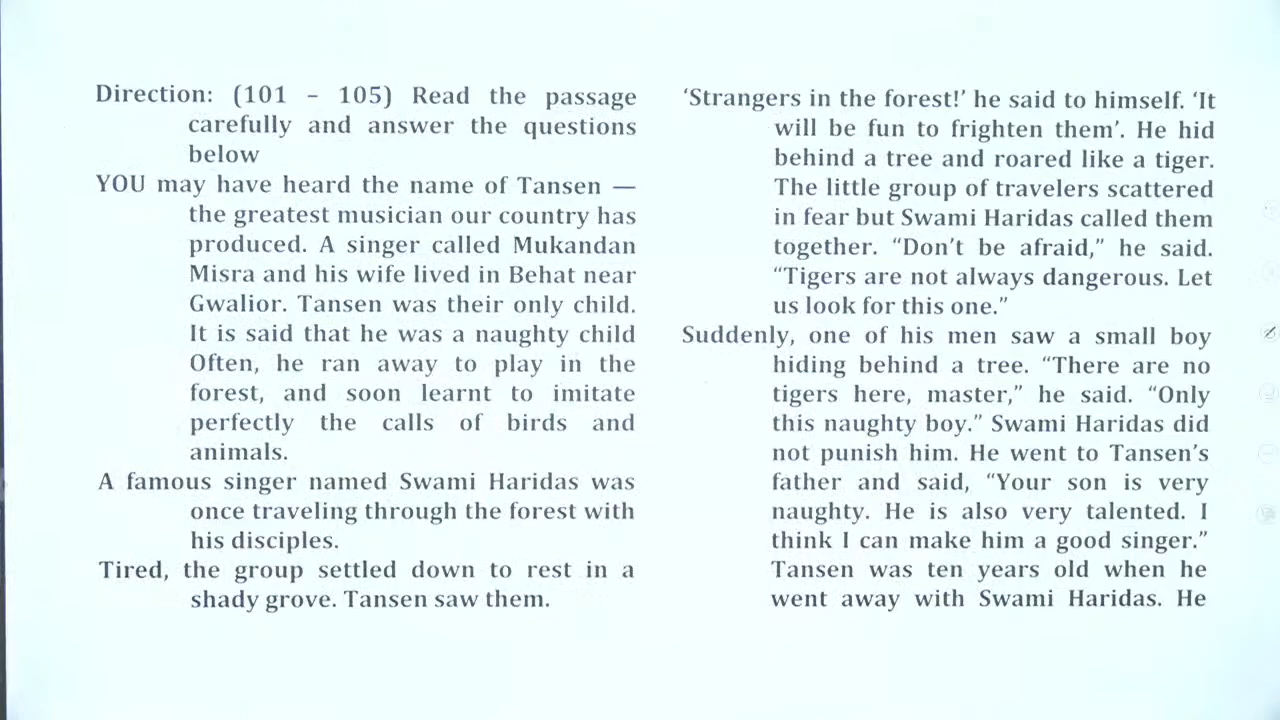 Direction: (101 – 105) Read the passage
carefully and answer the questions
below
YOU may have heard the name of Tansen —
the greatest musician our country has
produced. A singer called Mukandan
Misra and his wife lived in Behat near
Gwalior. Tansen was their only child.
It is said that he was a naughty child
Often, he ran away to play in the
forest, and soon learnt to imitate
perfectly the calls of birds and
animals.
A famous singer named Swami Haridas was
once traveling through the forest with
his disciples.
Tired, the group settled down to rest in a
shady grove. Tansen saw them.
‘Strangers in the forest!’ he said to himself. ‘It
will be fun to frighten them’. He hid
behind a tree and roared like a tiger.
The little group of travelers scattered
in fear but Swami Haridas called them
together. “Don’t be afraid,” he said.
“Tigers are not always dangerous. Let
us look for this one.”
Suddenly, one of his men saw a small boy
hiding behind a tree. “There are no
tigers here, master,” he said. “Only
this naughty boy.” Swami Haridas did
not punish him. He went to Tansen’s
father and said, “Your son is very
naughty. He is also very talented. I
think I can make him a good singer.”
Tansen was ten years old when he
went away with Swami Haridas. He